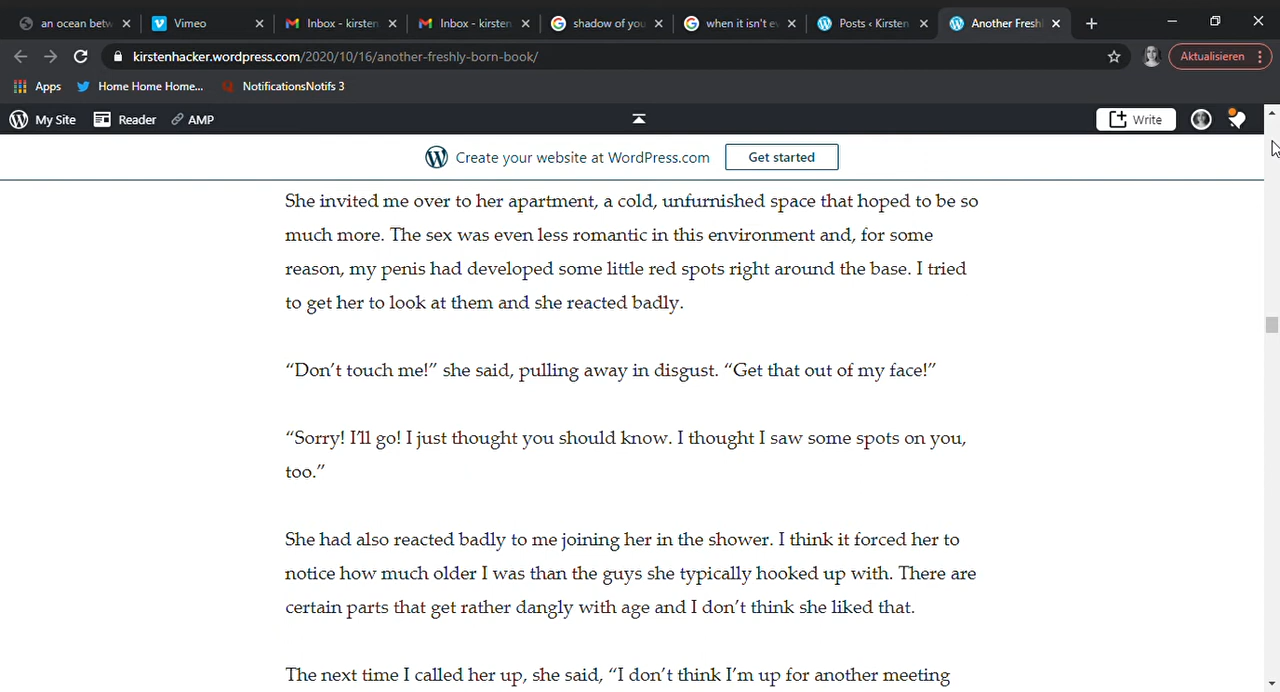 an ocean betw
Vimeo
Inbox - kirsten
Inbox - kirsten
shadow of you
when it isn't ev
Posts ‹ Kirsten
Another Fresh
kirstenhacker.wordpress.com/2020/10/16/another-freshly-born-book/
Aktualisieren
Apps
Home Home Home...
NotificationsNotifs 3
My Site
Reader
AMP
Write
Create your website at WordPress.com
Get started
She invited me over to her apartment, a cold, unfurnished space that hoped to be so
much more. The sex was even less romantic in this environment and, for some
reason, my penis had developed some little red spots right around the base. I tried
to get her to look at them and she reacted badly.
“Don’t touch me!” she said, pulling away in disgust. “Get that out of my face!”
“Sorry! I’ll go! I just thought you should know. I thought I saw some spots on you,
too.”
She had also reacted badly to me joining her in the shower. I think it forced her to
notice how much older I was than the guys she typically hooked up with. There are
certain parts that get rather dangly with age and I don’t think she liked that.
The next time I called her up, she said, “I don’t think I’m up for another meeting